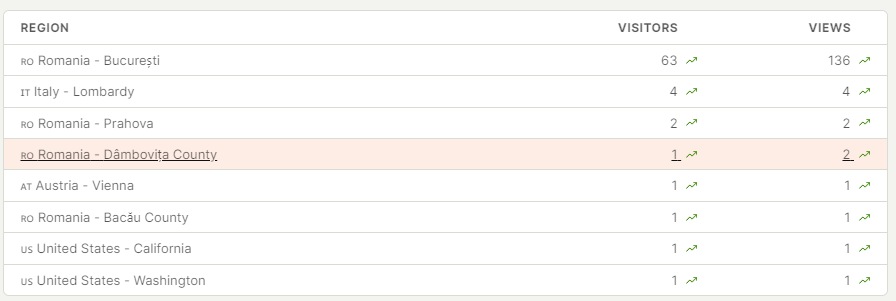 REGION VISITORS VIEWS
RO Romania - București 63 136
IT Italy - Lombardy 4 4
RO Romania - Prahova 2 2
RO Romania - Dâmbovița County 1 2
AT Austria - Vienna 1 1
RO Romania - Bacău County 1 1
US United States - California 1 1
US United States - Washington 1 1